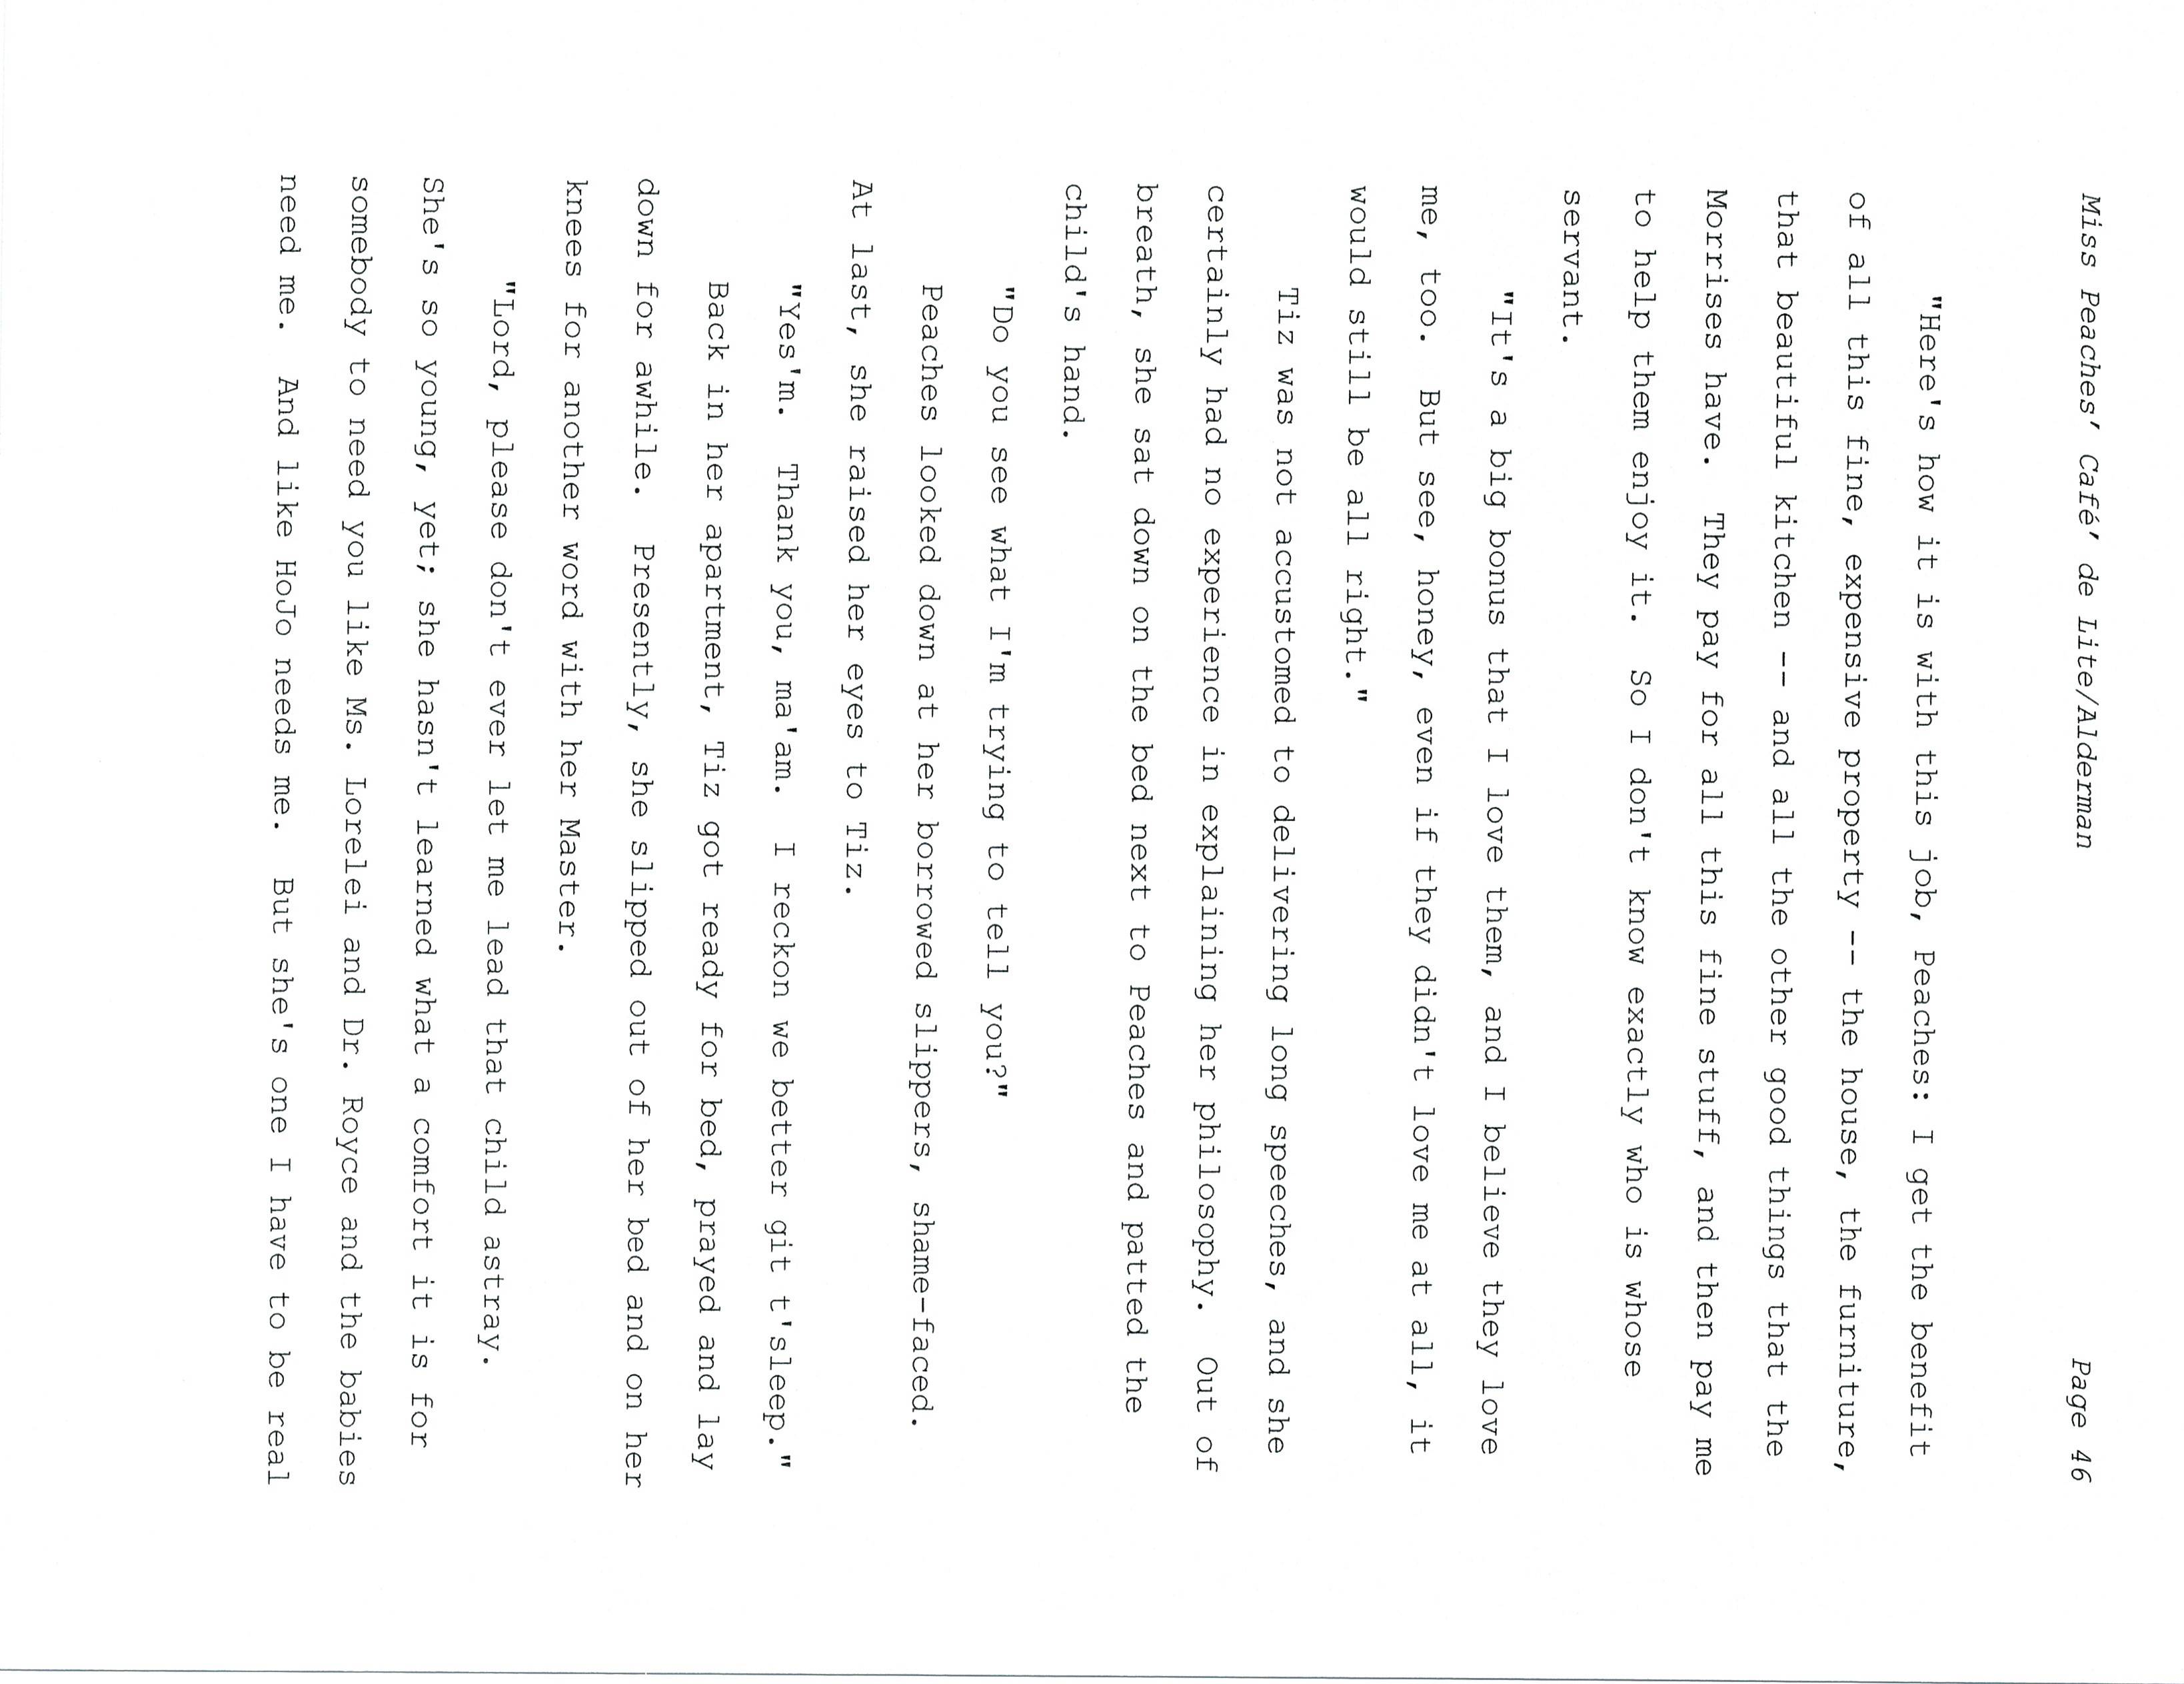 Miss Peaches' Café' de Lite/Alderman Page 46
"Here's how it is with this job, Peaches: I get the benefit
of all this fine, expensive property -- the house, the furniture,
that beautiful kitchen -- and all the other good things that the
Morrises have. They pay for all this fine stuff, and then pay me
to help them enjoy it. So I don't know exactly who is whose
servant.
"It's a big bonus that I love them, and I believe they love
me, too. But see, honey, even if they didn't love me at all, it
would still be all right."
Tiz was not accustomed to delivering long speeches, and she
certainly had no experience in explaining her philosophy. Out of
breath, she sat down on the bed next to Peaches and patted the
child's hand.
"Do you see what I'm trying to tell you?"
Peaches looked down at her borrowed slippers, shame-faced.
At last, she raised her eyes to Tiz.
"Yes'm. Thank you, ma'am. I reckon we better git t'sleep."
Back in her apartment, Tiz got ready for bed, prayed and lay
down for awhile. Presently, she slipped out of her bed and on her
knees for another word with her Master.
"Lord, please don't ever let me lead that child astray.
She's so young, yet; she hasn't learned what a comfort it is for
somebody to need you like Ms. Lorelei and Dr. Royce and the babies
need me. And like HoJo needs me. But she's one I have to be real